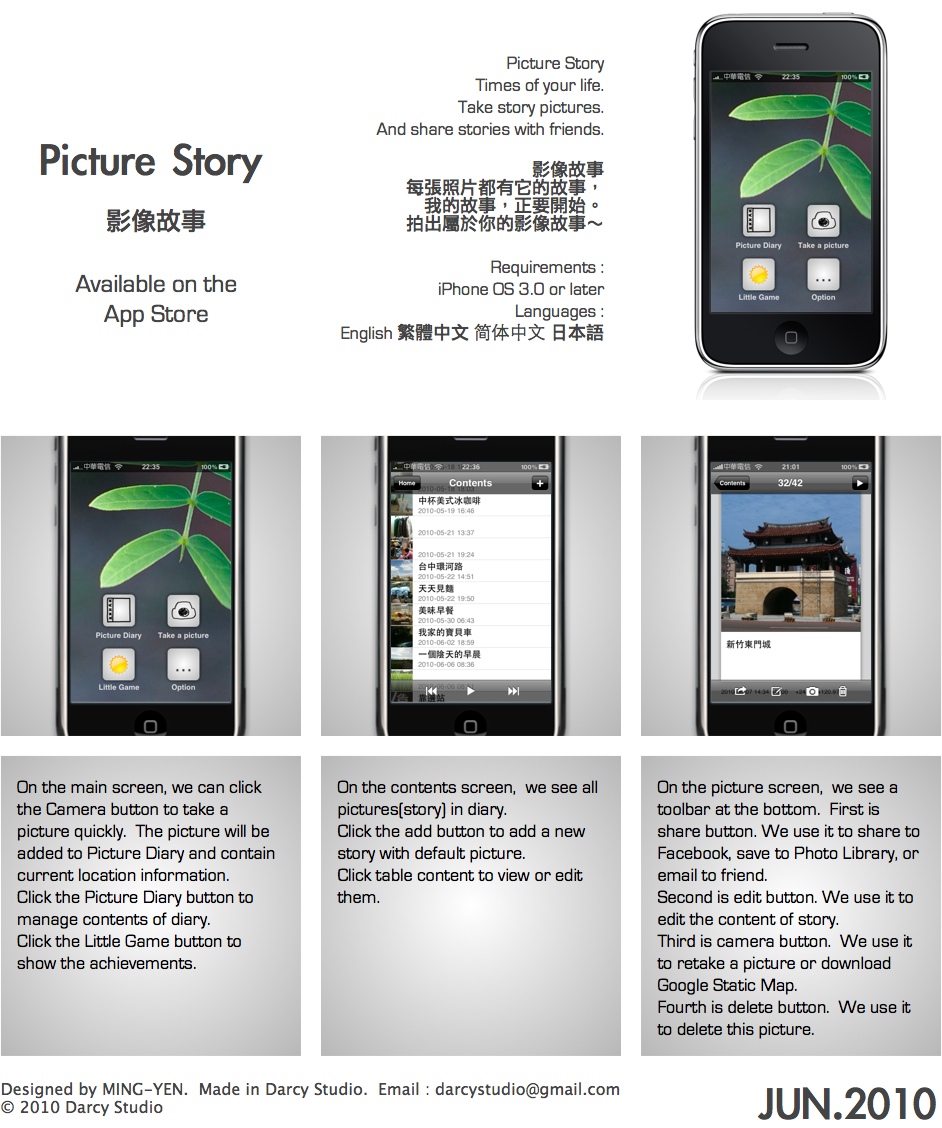 Picture Story
影像故事
Available on the
App Store
Picture Story
Times of your life.
Take story pictures.
And share stories with friends.
影像故事
每張照片都有它的故事，
我的故事，正要開始。
拍出屬於你的影像故事～
Requirements :
iPhone OS 3.0 or later
Languages :
English 繁體中文 简体中文 日本語
中華電信 22:35 100%
Picture Diary Take a picture
Little Game Option
中華電信 22:35 100%
Picture Diary Take a picture
Little Game Option
中華電信 22:36 100%
Home Contents +
中杯美式冰咖啡
2010-05-19 16:46
2010-05-21 13:37
2010-05-21 19:24
台中環河路
2010-05-22 14:51
天天見麵
2010-05-22 19:50
美味早餐
2010-05-30 06:43
我家的寶貝車
2010-06-02 18:59
一個陰天的早晨
2010-06-06 08:36
中華電信 21:01 100%
Contents 32/42
新竹東門城
On the main screen, we can click
the Camera button to take a
picture quickly. The picture will be
added to Picture Diary and contain
current location information.
Click the Picture Diary button to
manage contents of diary.
Click the Little Game button to
show the achievements.
On the contents screen, we see all
pictures(story) in diary.
Click the add button to add a new
story with default picture.
Click table content to view or edit
them.
On the picture screen, we see a
toolbar at the bottom. First is
share button. We use it to share to
Facebook, save to Photo Library, or
email to friend.
Second is edit button. We use it to
edit the content of story.
Third is camera button. We use it
to retake a picture or download
Google Static Map.
Fourth is delete button. We use it
to delete this picture.
Designed by MING-YEN. Made in Darcy Studio. Email : darcystudio@gmail.com
© 2010 Darcy Studio
JUN.2010